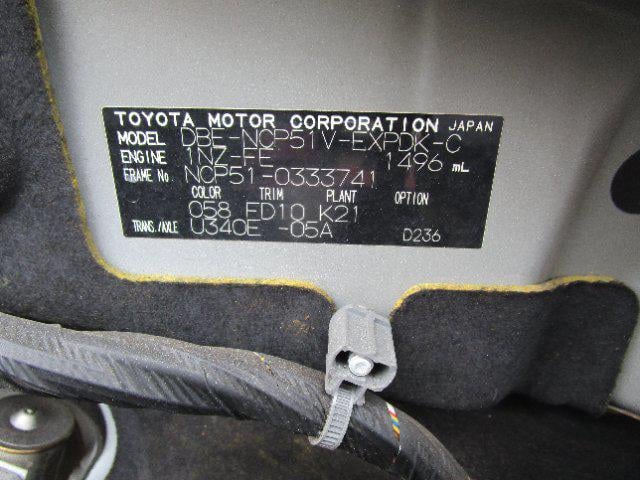 TOYOTA MOTOR CORPORATION JAPAN
MODEL DBE-NCP51V-EXPDK-C
ENGINE 1NZ-FE 1496 mL
FRAME No. NCP51-0333741
COLOR TRIM PLANT OPTION
058 ED10 K21
TRANS./AXLE U340E -05A D236